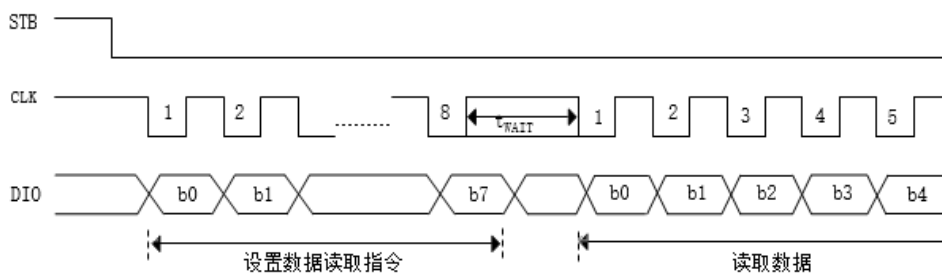 STB
CLK 1 2 ........ 8 tWAIT 1 2 3 4 5
DIO b0 b1 b7 b0 b1 b2 b3 b4
设置数据读取指令 读取数据